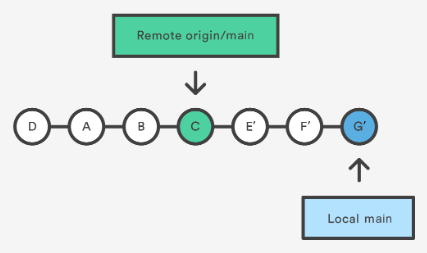 Remote origin/main
D A B C E′ F′ G′
Local main